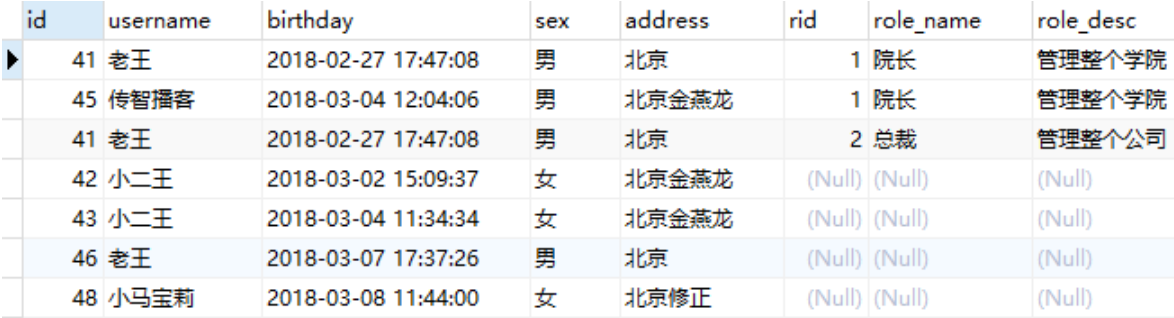 id username birthday sex address rid role_name role_desc
41 老王 2018-02-27 17:47:08 男 北京 1 院长 管理整个学院
45 传智播客 2018-03-04 12:04:06 男 北京金燕龙 1 院长 管理整个学院
41 老王 2018-02-27 17:47:08 男 北京 2 总裁 管理整个公司
42 小二王 2018-03-02 15:09:37 女 北京金燕龙 (Null) (Null) (Null)
43 小二王 2018-03-04 11:34:34 女 北京金燕龙 (Null) (Null) (Null)
46 老王 2018-03-07 17:37:26 男 北京 (Null) (Null) (Null)
48 小马宝莉 2018-03-08 11:44:00 女 北京修正 (Null) (Null) (Null)